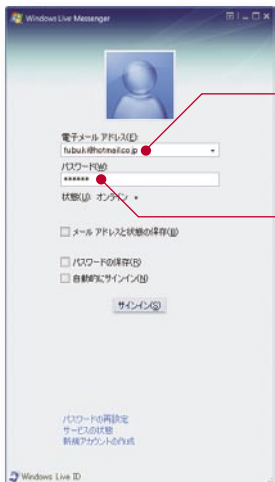 Windows Live Messenger
電子メール アドレス(E):
fubuki@hotmail.co.jp
パスワード(W):
******
状態(U): オンライン
メール アドレスと状態の保存(B)
パスワードの保存(R)
自動的にサインイン(N)
サインイン(S)
パスワードの再設定
サービスの状態
新規アカウントの作成
Windows Live ID